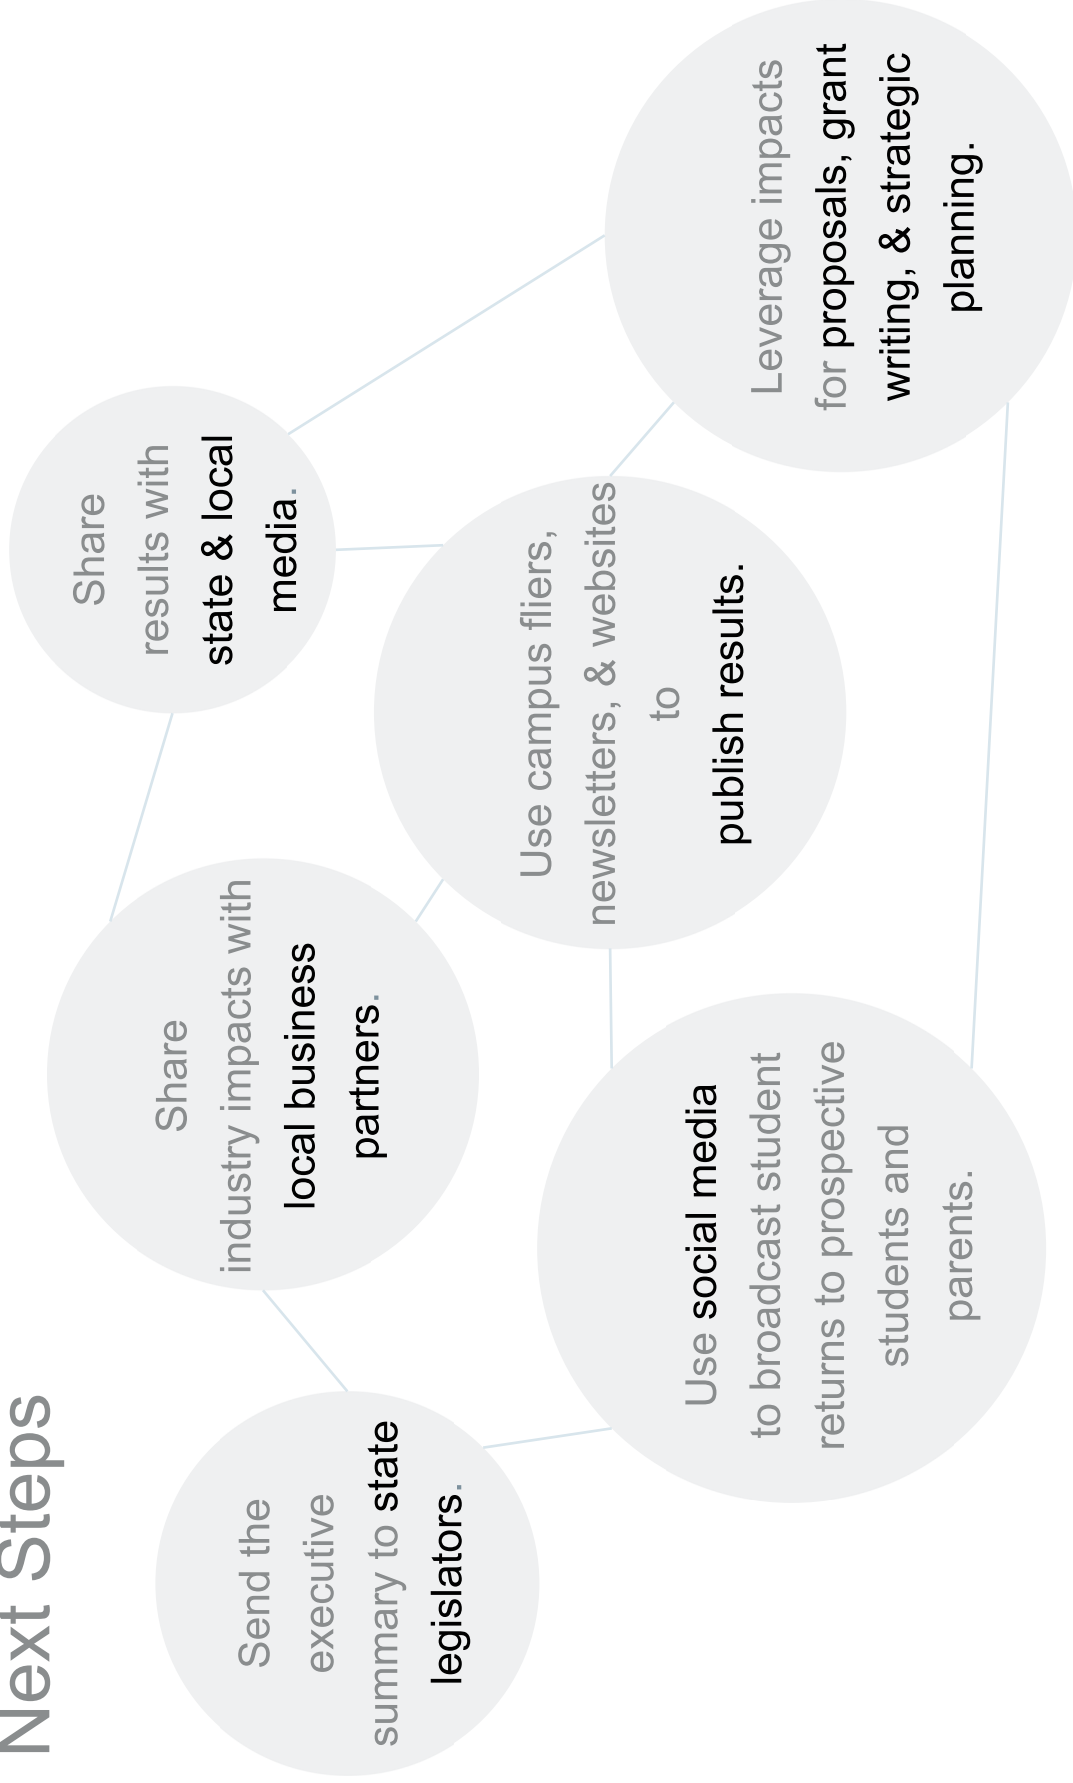 Next Steps
Send the
executive
summary to state
legislators.
Share
industry impacts with
local business
partners.
Share
results with
state & local
media.
Use social media
to broadcast student
returns to prospective
students and
parents.
Use campus fliers,
newsletters, & websites
to
publish results.
Leverage impacts
for proposals, grant
writing, & strategic
planning.